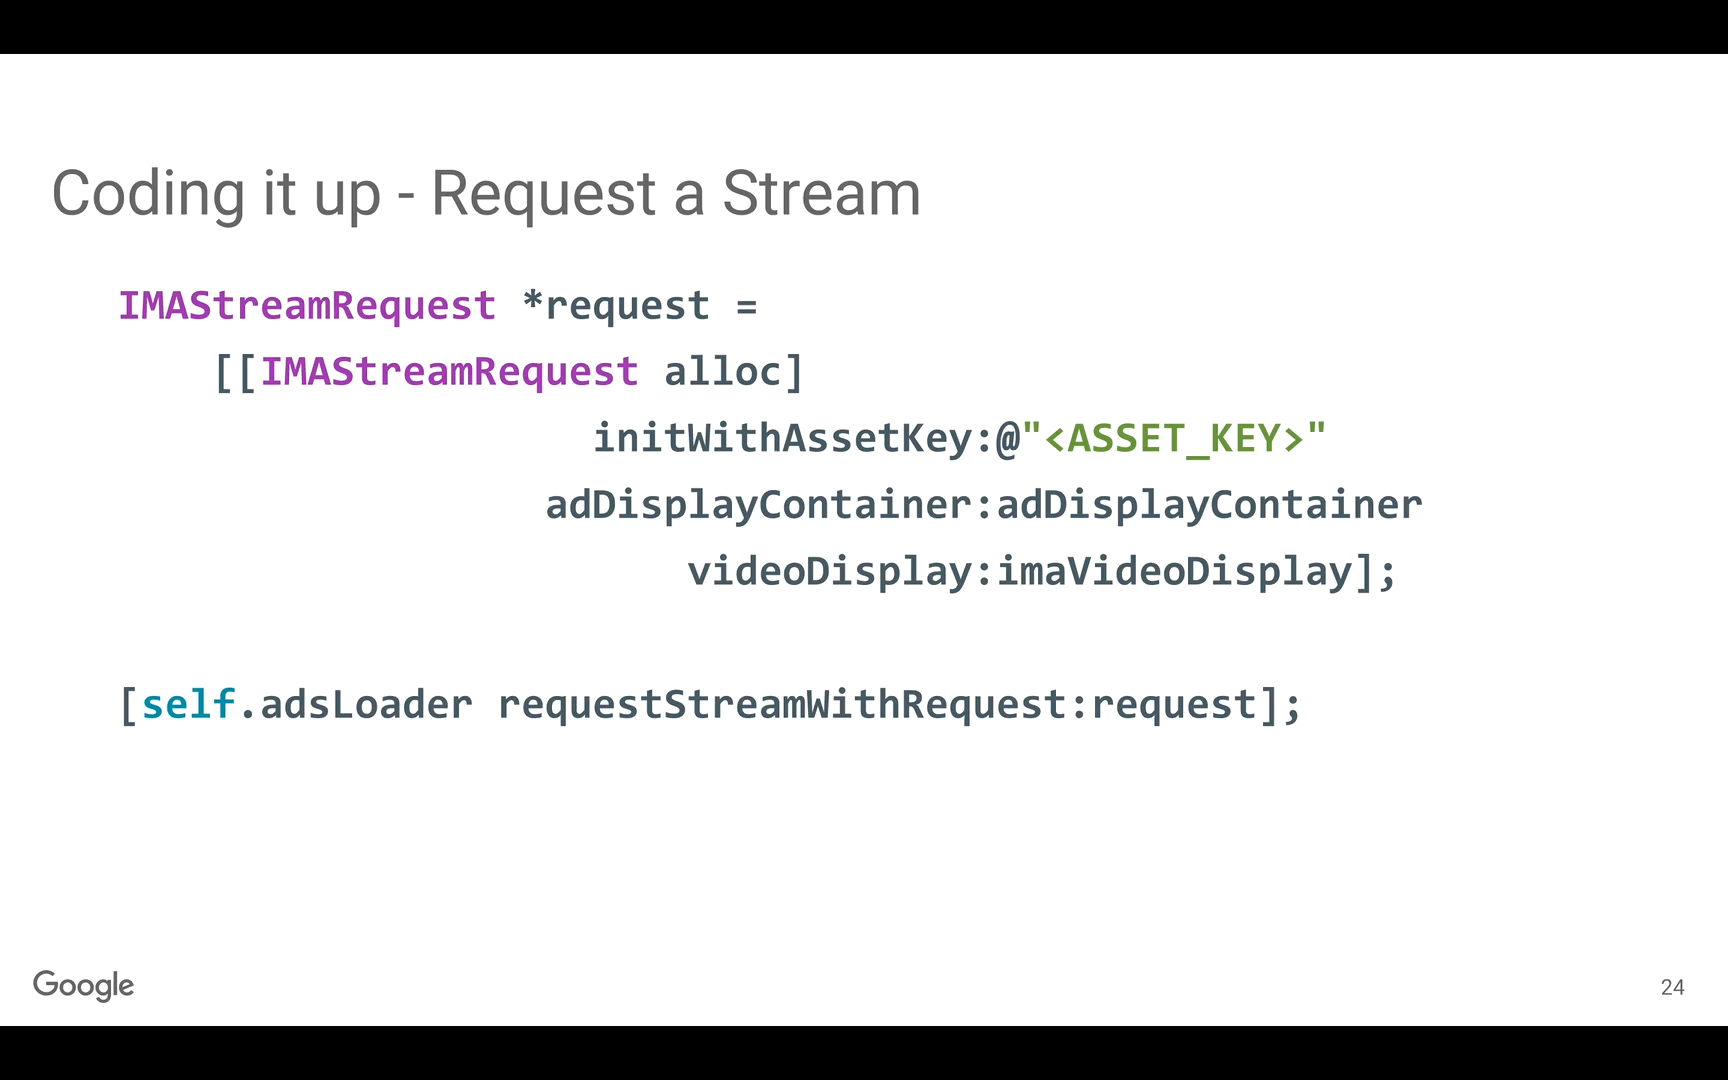 Coding it up - Request a Stream
IMAStreamRequest *request =
[[IMAStreamRequest alloc]
initWithAssetKey:@"<ASSET_KEY>"
adDisplayContainer:adDisplayContainer
videoDisplay:imaVideoDisplay];
[self.adsLoader requestStreamWithRequest:request];
Google
24